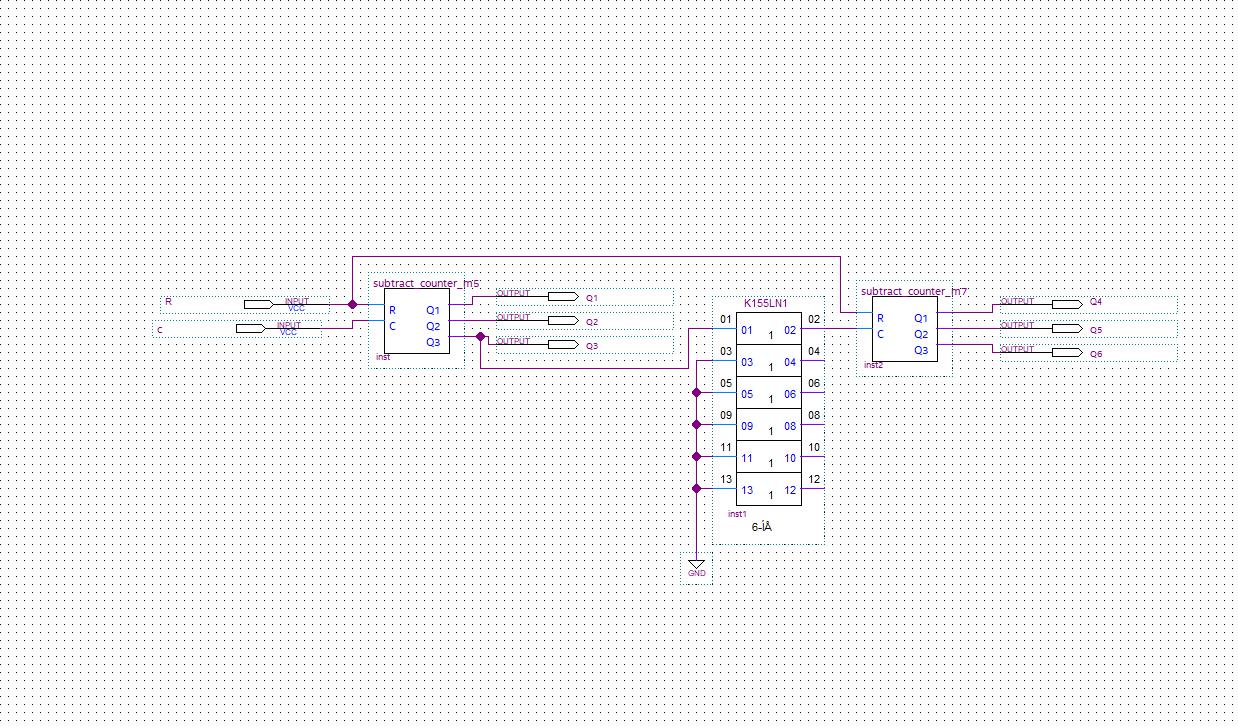 R INPUT
VCC
C INPUT
VCC
subtract_counter_m5
R Q1
C Q2
Q3
inst
OUTPUT Q1
OUTPUT Q2
OUTPUT Q3
K155LN1
01 01 1 02 02
03 03 1 04 04
05 05 1 06 06
09 09 1 08 08
11 11 1 10 10
13 13 1 12 12
inst1
6-ÍÅ
GND
subtract_counter_m7
R Q1
C Q2
Q3
inst2
OUTPUT Q4
OUTPUT Q5
OUTPUT Q6